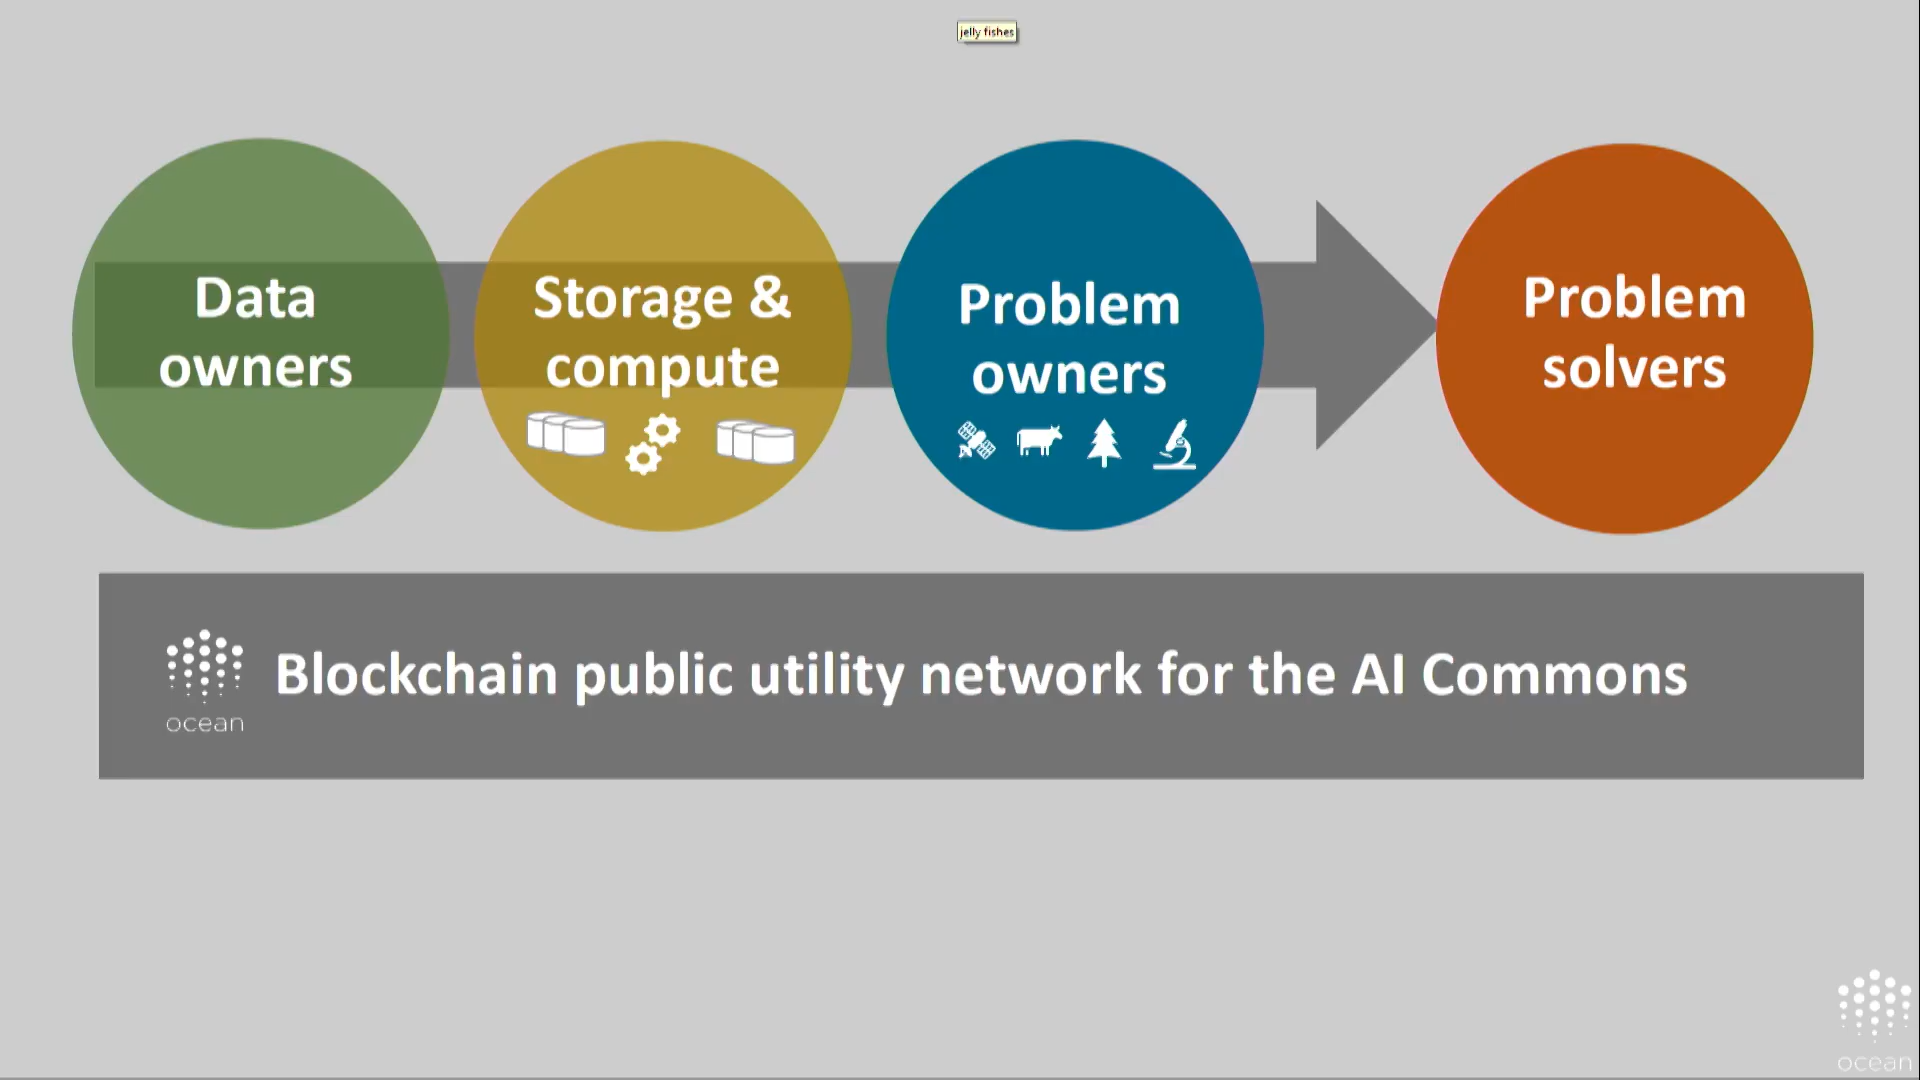 jelly fishes
Data
owners
Storage &
compute
Problem
owners
Problem
solvers
Blockchain public utility network for the AI Commons
ocean
ocean